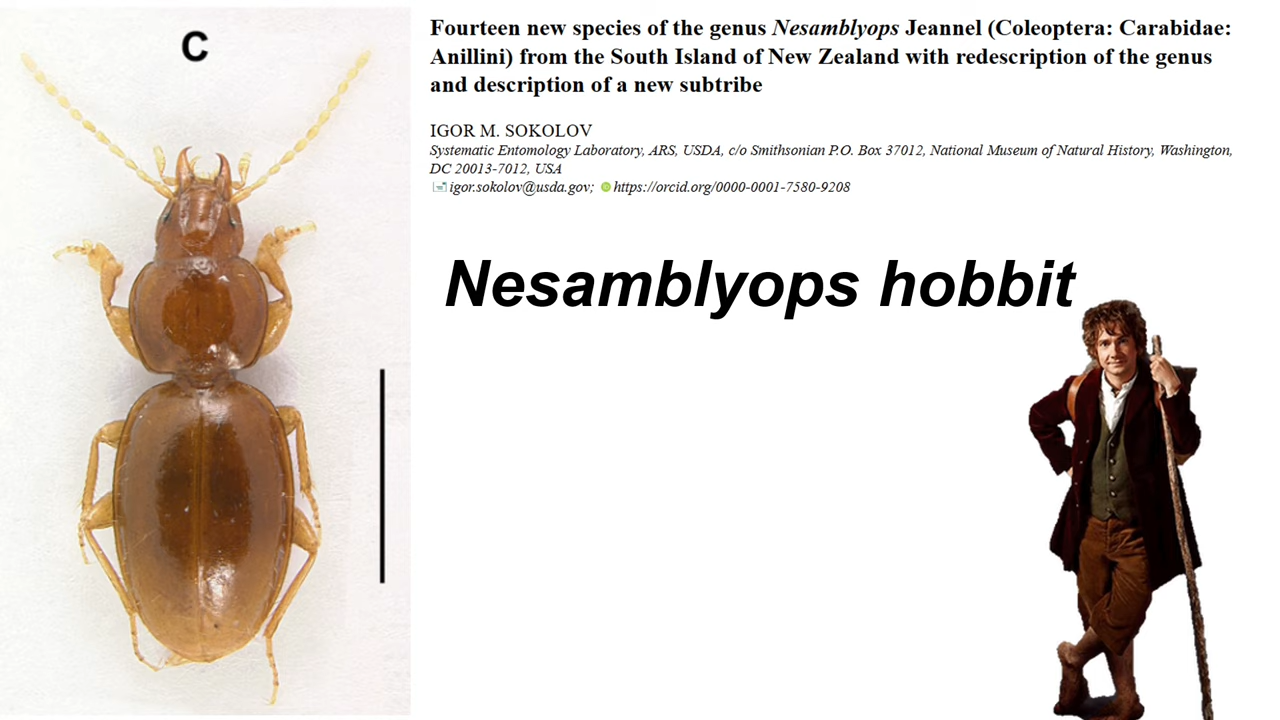 C
Fourteen new species of the genus Nesamblyops Jeannel (Coleoptera: Carabidae:
Anillini) from the South Island of New Zealand with redescription of the genus
and description of a new subtribe
IGOR M. SOKOLOV
Systematic Entomology Laboratory, ARS, USDA, c/o Smithsonian P.O. Box 37012, National Museum of Natural History, Washington,
DC 20013-7012, USA
igor.sokolov@usda.gov; https://orcid.org/0000-0001-7580-9208
Nesamblyops hobbit